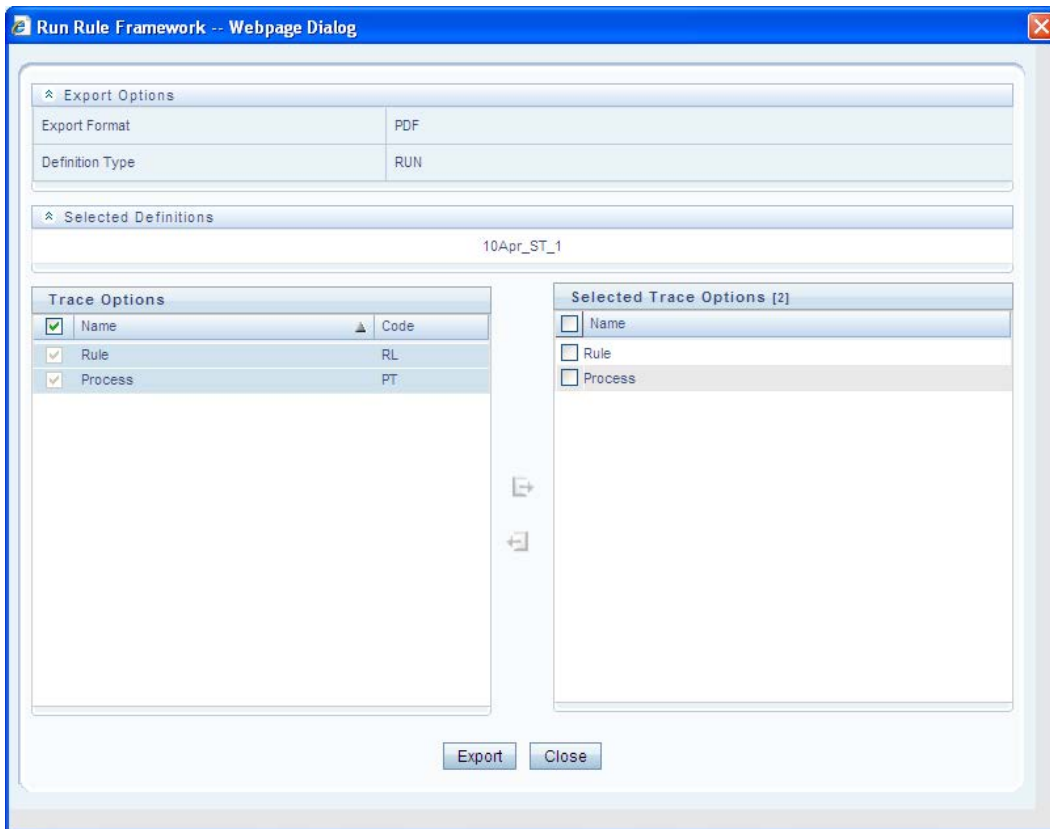 Run Rule Framework -- Webpage Dialog
Export Options
Export Format PDF
Definition Type RUN
Selected Definitions
10Apr_ST_1
Trace Options
Name Code
Rule RL
Process PT
Selected Trace Options [2]
Name
Rule
Process
Export Close